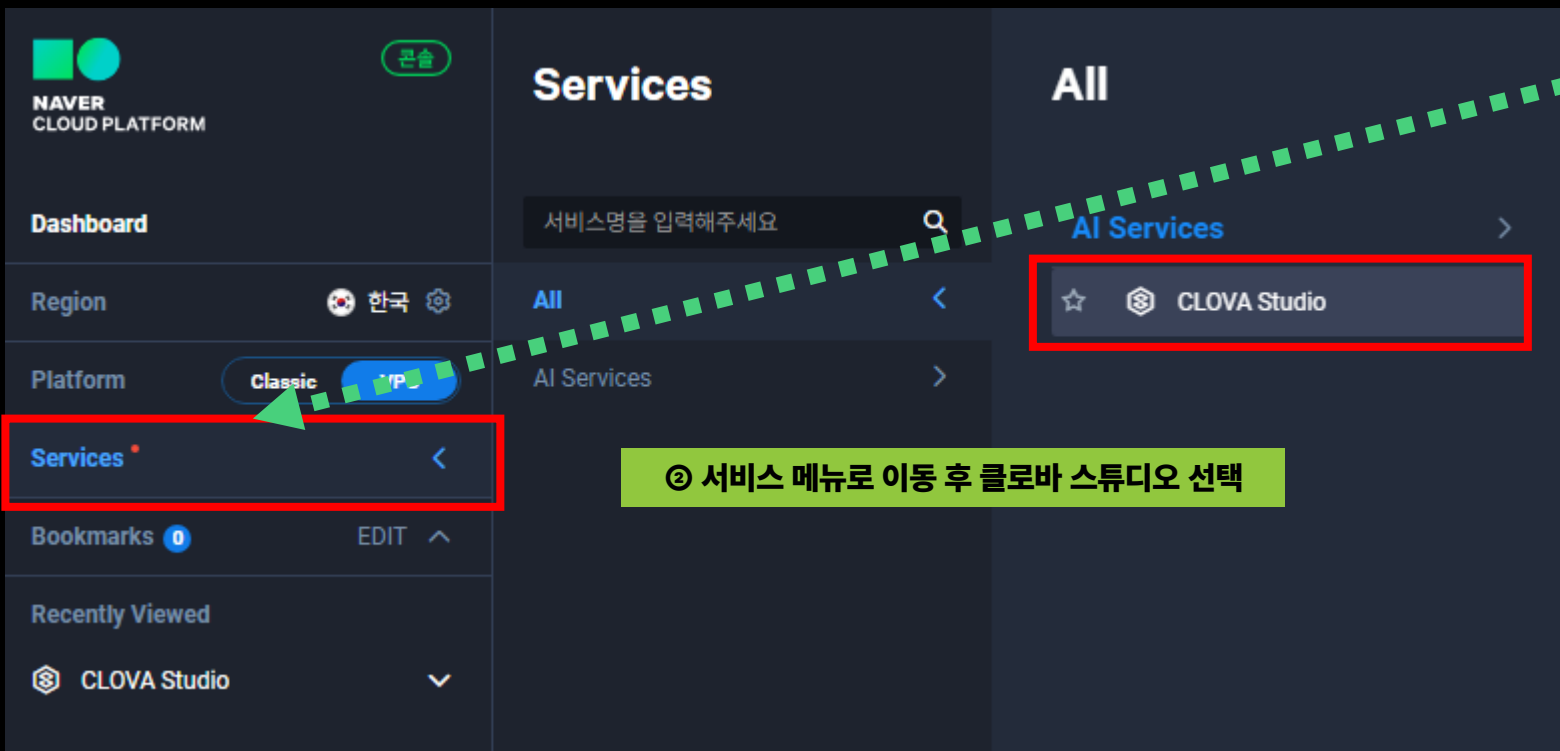 NAVER
CLOUD PLATFORM
콘솔
Dashboard
Region 한국
Platform Classic
Services
Bookmarks 0 EDIT
Recently Viewed
CLOVA Studio
Services
서비스명을 입력해주세요
All
AI Services
All
AI Services
CLOVA Studio
② 서비스 메뉴로 이동 후 클로바 스튜디오 선택